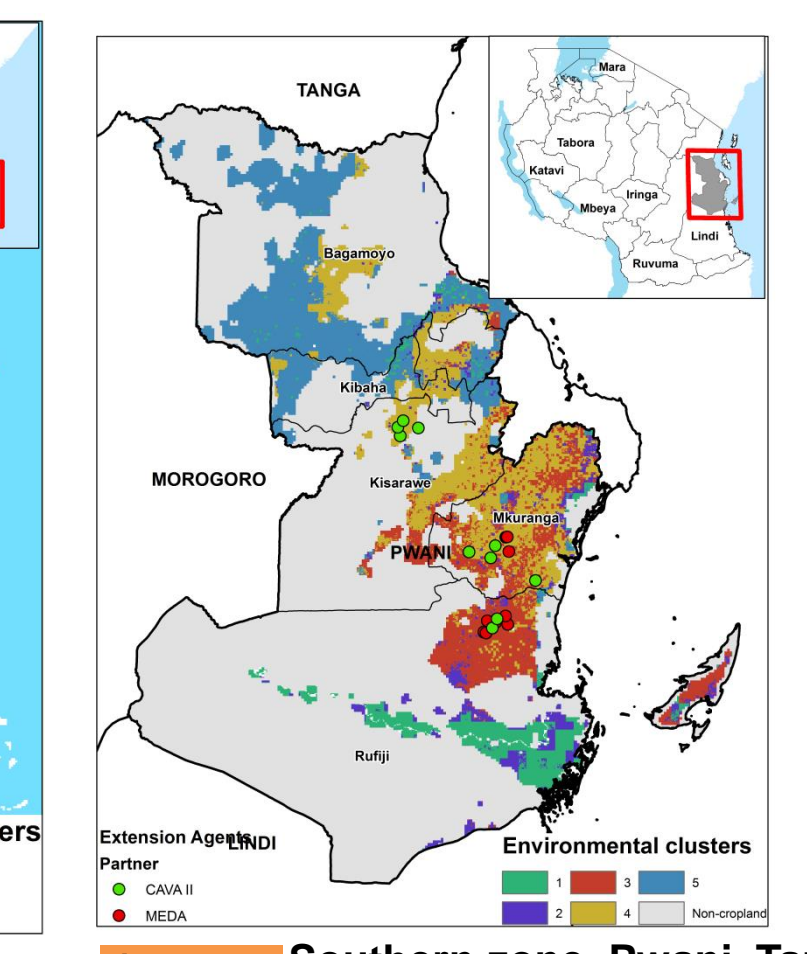 TANGA
Mara
Tabora
Katavi
Iringa
Mbeya
Lindi
Ruvuma
Bagamoyo
Kibaha
MOROGORO
Kisarawe
Mkuranga
PWANI
Rufiji
ers
Extension Agents
LINDI
Partner
CAVA II
MEDA
Environmental clusters
1 3 5
2 4 Non-cropland
Southern zone, Pwani,